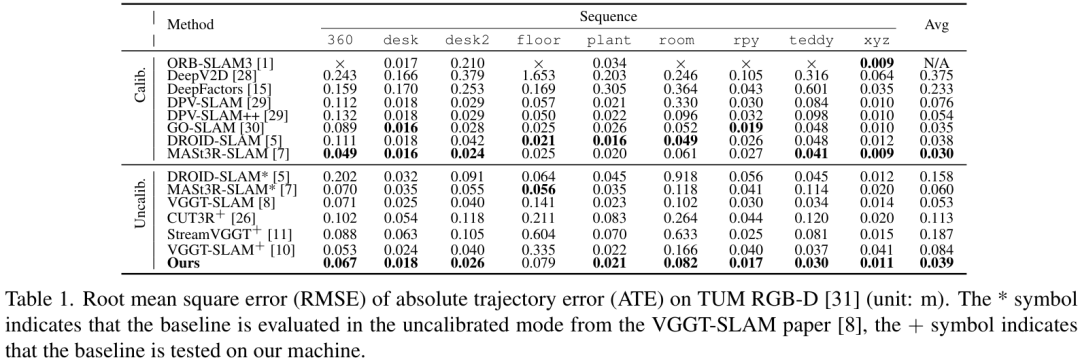 Method Sequence Avg
360 desk desk2 floor plant room rpy teddy xyz
Calib.
ORB-SLAM3 [1] × 0.017 0.210 × 0.034 × × × 0.009 N/A
DeepV2D [28] 0.243 0.166 0.379 1.653 0.203 0.246 0.105 0.316 0.064 0.375
DeepFactors [15] 0.159 0.170 0.253 0.169 0.305 0.364 0.043 0.601 0.035 0.233
DPV-SLAM [29] 0.112 0.018 0.029 0.057 0.021 0.330 0.030 0.084 0.010 0.076
DPV-SLAM++ [29] 0.132 0.018 0.029 0.050 0.022 0.096 0.032 0.098 0.010 0.054
GO-SLAM [30] 0.089 0.016 0.028 0.025 0.026 0.052 0.019 0.048 0.010 0.035
DROID-SLAM [5] 0.111 0.018 0.042 0.021 0.016 0.049 0.026 0.048 0.012 0.038
MASt3R-SLAM [7] 0.049 0.016 0.024 0.025 0.020 0.061 0.027 0.041 0.009 0.030
Uncalib.
DROID-SLAM* [5] 0.202 0.032 0.091 0.064 0.045 0.918 0.056 0.045 0.012 0.158
MASt3R-SLAM* [7] 0.070 0.035 0.055 0.056 0.035 0.118 0.041 0.114 0.020 0.060
VGGT-SLAM [8] 0.071 0.025 0.040 0.141 0.023 0.102 0.030 0.034 0.014 0.053
CUT3R+ [26] 0.102 0.054 0.118 0.211 0.083 0.264 0.044 0.120 0.020 0.113
StreamVGGT+ [11] 0.088 0.063 0.105 0.604 0.070 0.633 0.025 0.081 0.015 0.187
VGGT-SLAM+ [10] 0.053 0.024 0.040 0.335 0.022 0.166 0.040 0.037 0.041 0.084
Ours 0.067 0.018 0.026 0.079 0.021 0.082 0.017 0.030 0.011 0.039
Table 1. Root mean square error (RMSE) of absolute trajectory error (ATE) on TUM RGB-D [31] (unit: m). The * symbol
indicates that the baseline is evaluated in the uncalibrated mode from the VGGT-SLAM paper [8], the + symbol indicates
that the baseline is tested on our machine.